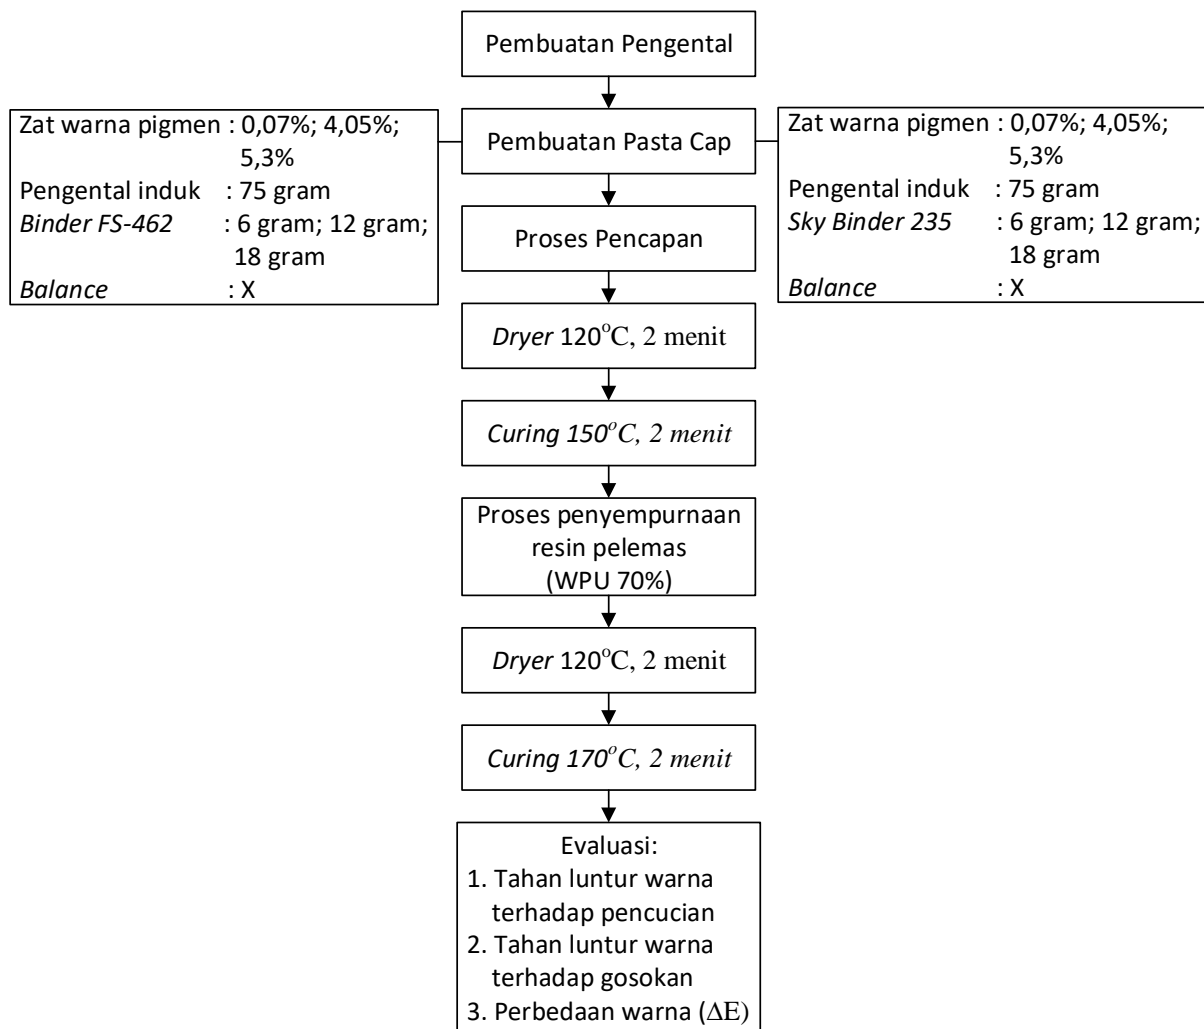 Pembuatan Pengental
Zat warna pigmen : 0,07%; 4,05%;
5,3%
Pengental induk : 75 gram
Binder FS-462 : 6 gram; 12 gram;
18 gram
Balance : X
Pembuatan Pasta Cap
Zat warna pigmen : 0,07%; 4,05%;
5,3%
Pengental induk : 75 gram
Sky Binder 235 : 6 gram; 12 gram;
18 gram
Balance : X
Proses Pencapan
Dryer 120°C, 2 menit
Curing 150°C, 2 menit
Proses penyempurnaan
resin pelemas
(WPU 70%)
Dryer 120°C, 2 menit
Curing 170°C, 2 menit
Evaluasi:
1. Tahan luntur warna
terhadap pencucian
2. Tahan luntur warna
terhadap gosokan
3. Perbedaan warna (ΔE)